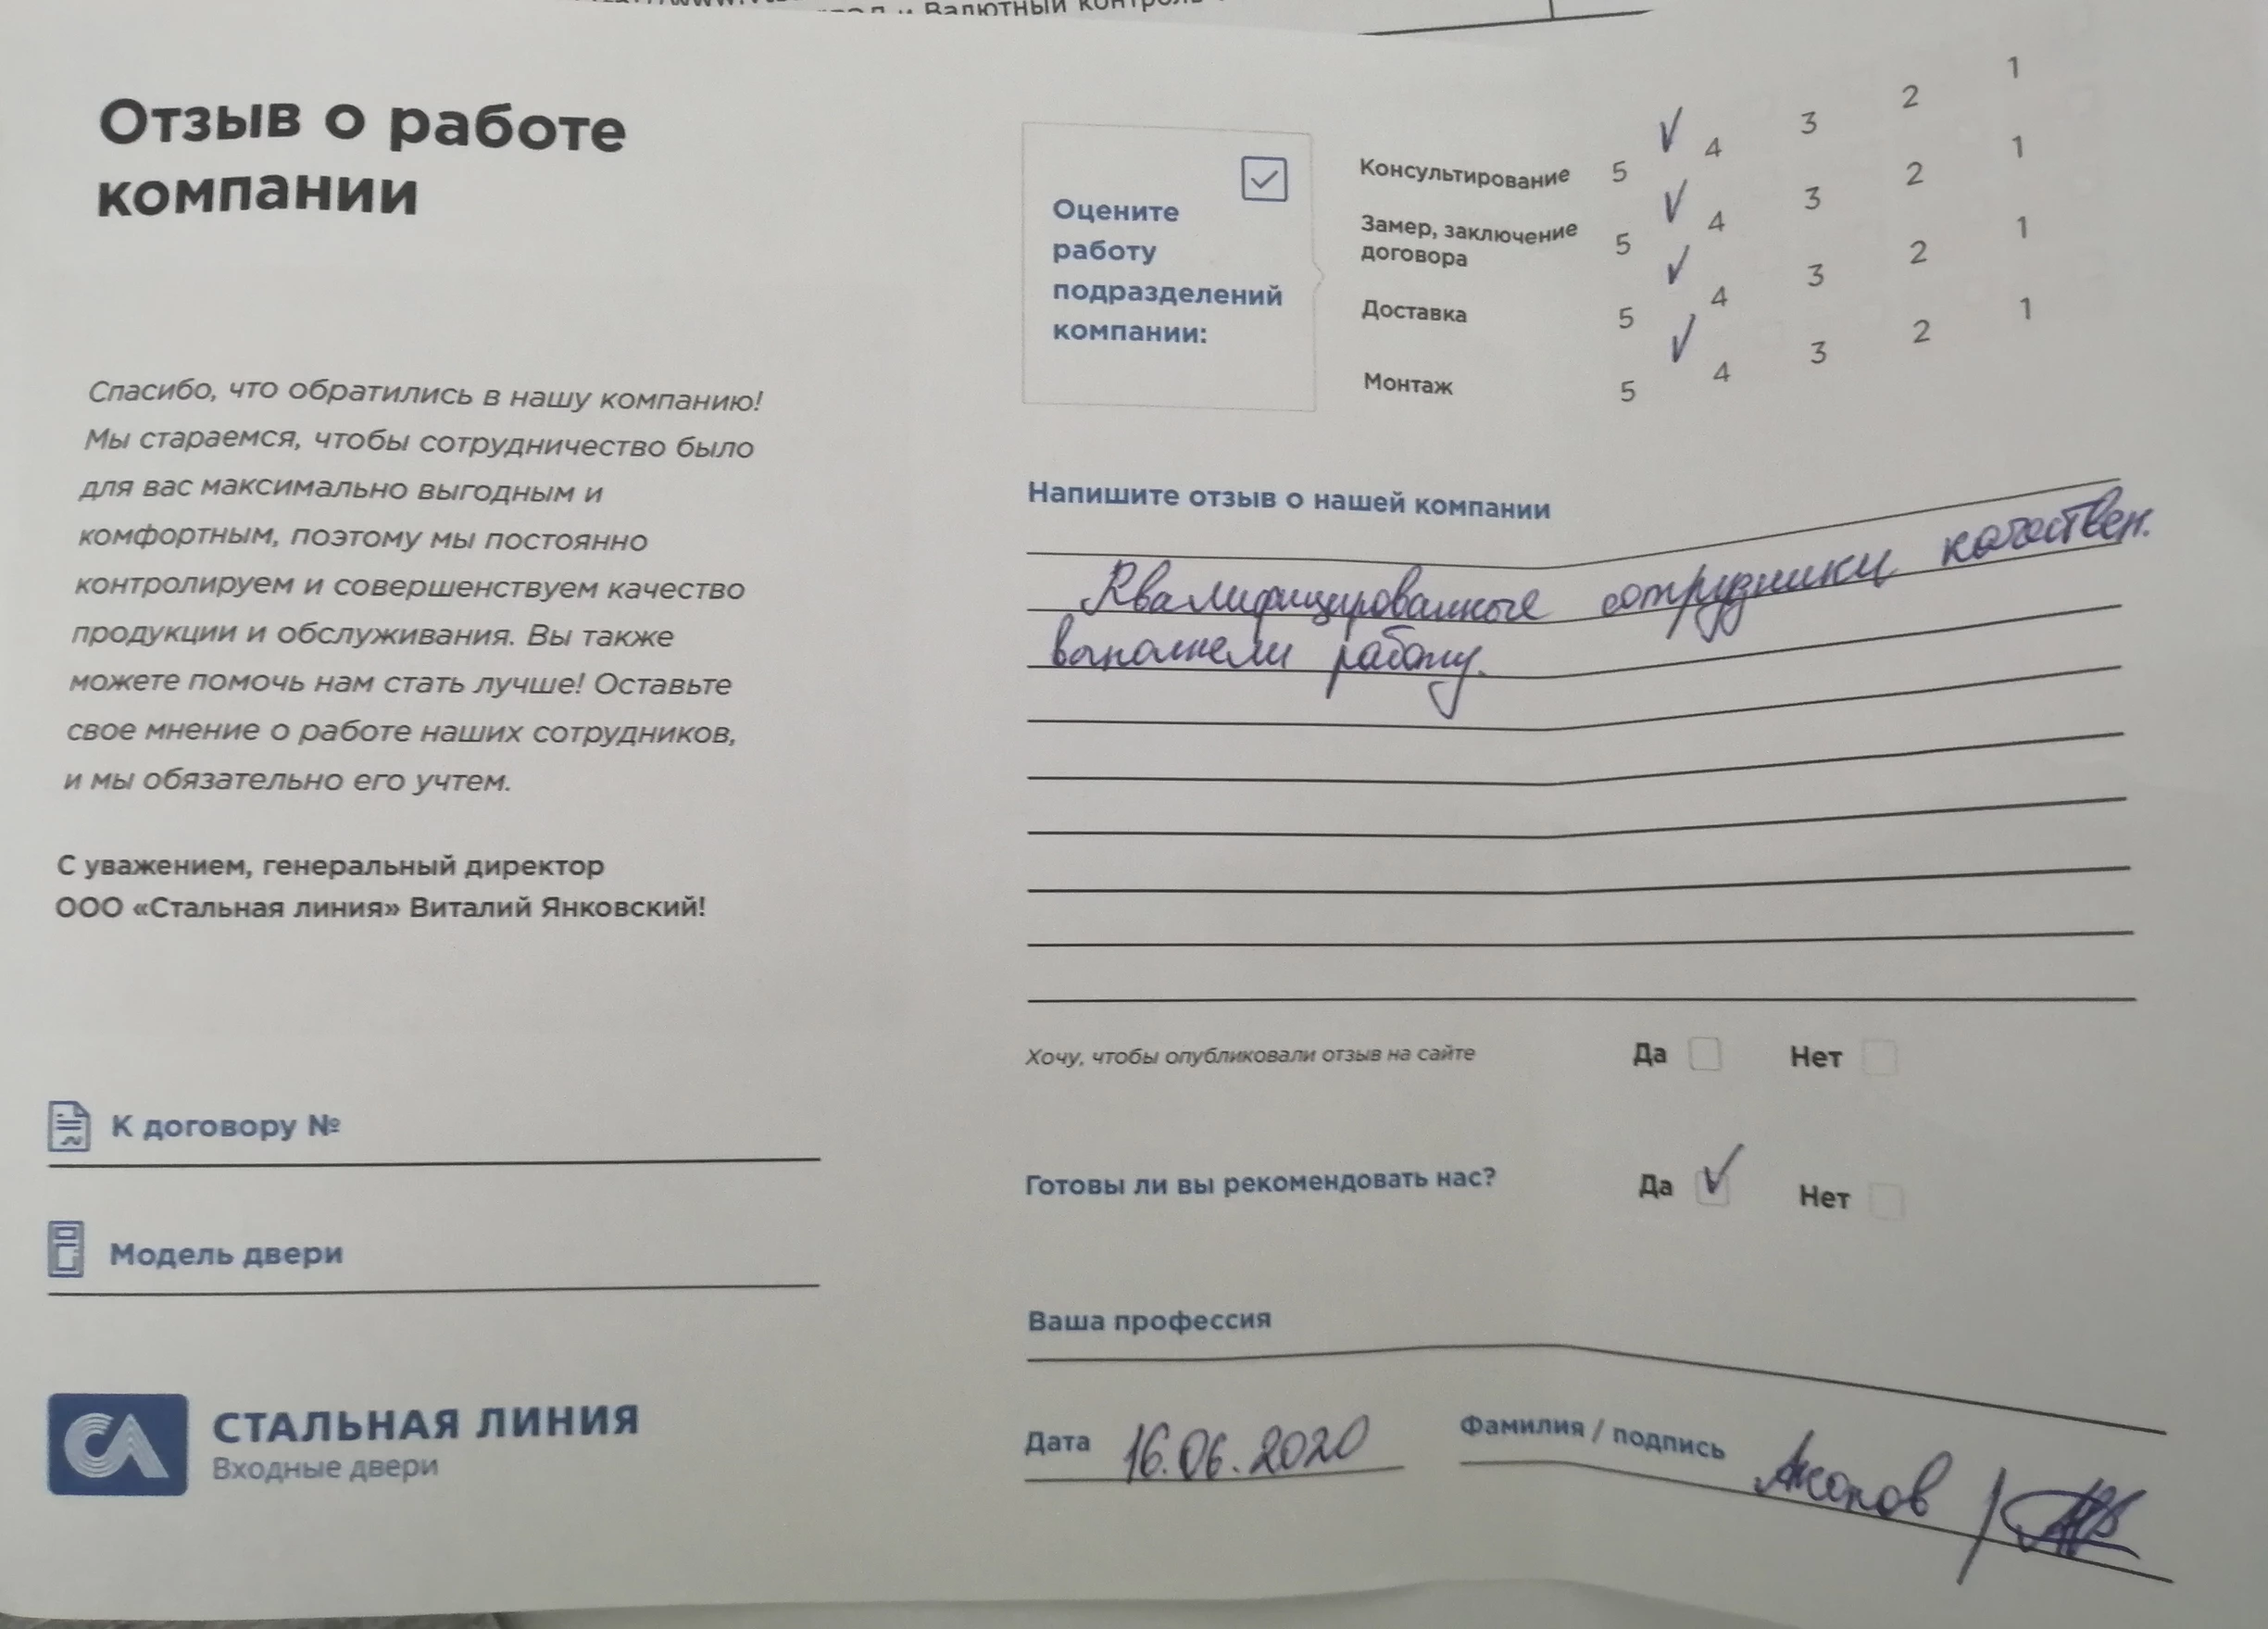 Валютный контроль
Отзыв о работе
компании
Спасибо, что обратились в нашу компанию!
Мы стараемся, чтобы сотрудничество было
для вас максимально выгодным и
комфортным, поэтому мы постоянно
контролируем и совершенствуем качество
продукции и обслуживания. Вы также
можете помочь нам стать лучше! Оставьте
свое мнение о работе наших сотрудников,
и мы обязательно его учтем.
С уважением, генеральный директор
ООО «Стальная линия» Виталий Янковский!
К договору №
Модель двери
СТАЛЬНАЯ ЛИНИЯ
Входные двери
Оцените
работу
подразделений
компании:
Консультирование 5 ✓ 4 3 2 1
Замер, заключение
договора 5 ✓ 4 3 2 1
Доставка 5 ✓ 4 3 2 1
Монтаж 5 ✓ 4 3 2 1
Напишите отзыв о нашей компании
Квалифицированные сотрудники качествен.
выполнели работу.
Хочу, чтобы опубликовали отзыв на сайте Да Нет
Готовы ли вы рекомендовать нас? Да ✓ Нет
Ваша профессия
Дата 16.06.2020
Фамилия / подпись Акопов /